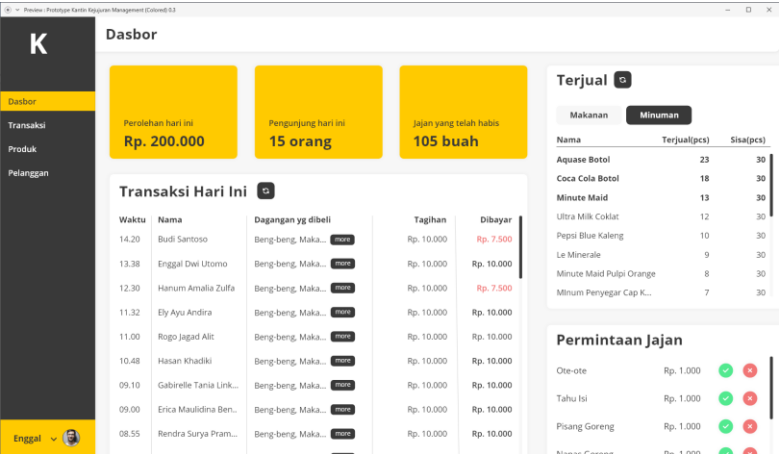 Preview : Prototype Kantin Kejujuran Management (Colored) 0.3
K
Dasbor
Dasbor
Transaksi
Produk
Pelanggan
Enggal
Perolehan hari ini
Rp. 200.000
Pengunjung hari ini
15 orang
Jajan yang telah habis
105 buah
Transaksi Hari Ini
Waktu Nama Dagangan yg dibeli Tagihan Dibayar
14.20 Budi Santoso Beng-beng, Maka... more Rp. 10.000 Rp. 7.500
13.38 Enggal Dwi Utomo Beng-beng, Maka... more Rp. 10.000 Rp. 10.000
12.30 Hanum Amalia Zulfa Beng-beng, Maka... more Rp. 10.000 Rp. 7.500
11.32 Ely Ayu Andira Beng-beng, Maka... more Rp. 10.000 Rp. 10.000
11.00 Rogo Jagad Alit Beng-beng, Maka... more Rp. 10.000 Rp. 10.000
10.48 Hasan Khadiki Beng-beng, Maka... more Rp. 10.000 Rp. 10.000
09.10 Gabirelle Tania Link... Beng-beng, Maka... more Rp. 10.000 Rp. 10.000
09.00 Erica Maulidina Ben.. Beng-beng, Maka... more Rp. 10.000 Rp. 10.000
08.55 Rendra Surya Pram... Beng-beng, Maka... more Rp. 10.000 Rp. 10.000
Terjual
Makanan Minuman
Nama Terjual(pcs) Sisa(pcs)
Aquase Botol 23 30
Coca Cola Botol 18 30
Minute Maid 13 30
Ultra Milk Coklat 12 30
Pepsi Blue Kaleng 10 30
Le Minerale 9 30
Minute Maid Pulpi Orange 8 30
MInum Penyegar Cap K... 7 30
Permintaan Jajan
Ote-ote Rp. 1.000
Tahu Isi Rp. 1.000
Pisang Goreng Rp. 1.000
Nanas Goreng Rp. 1.000